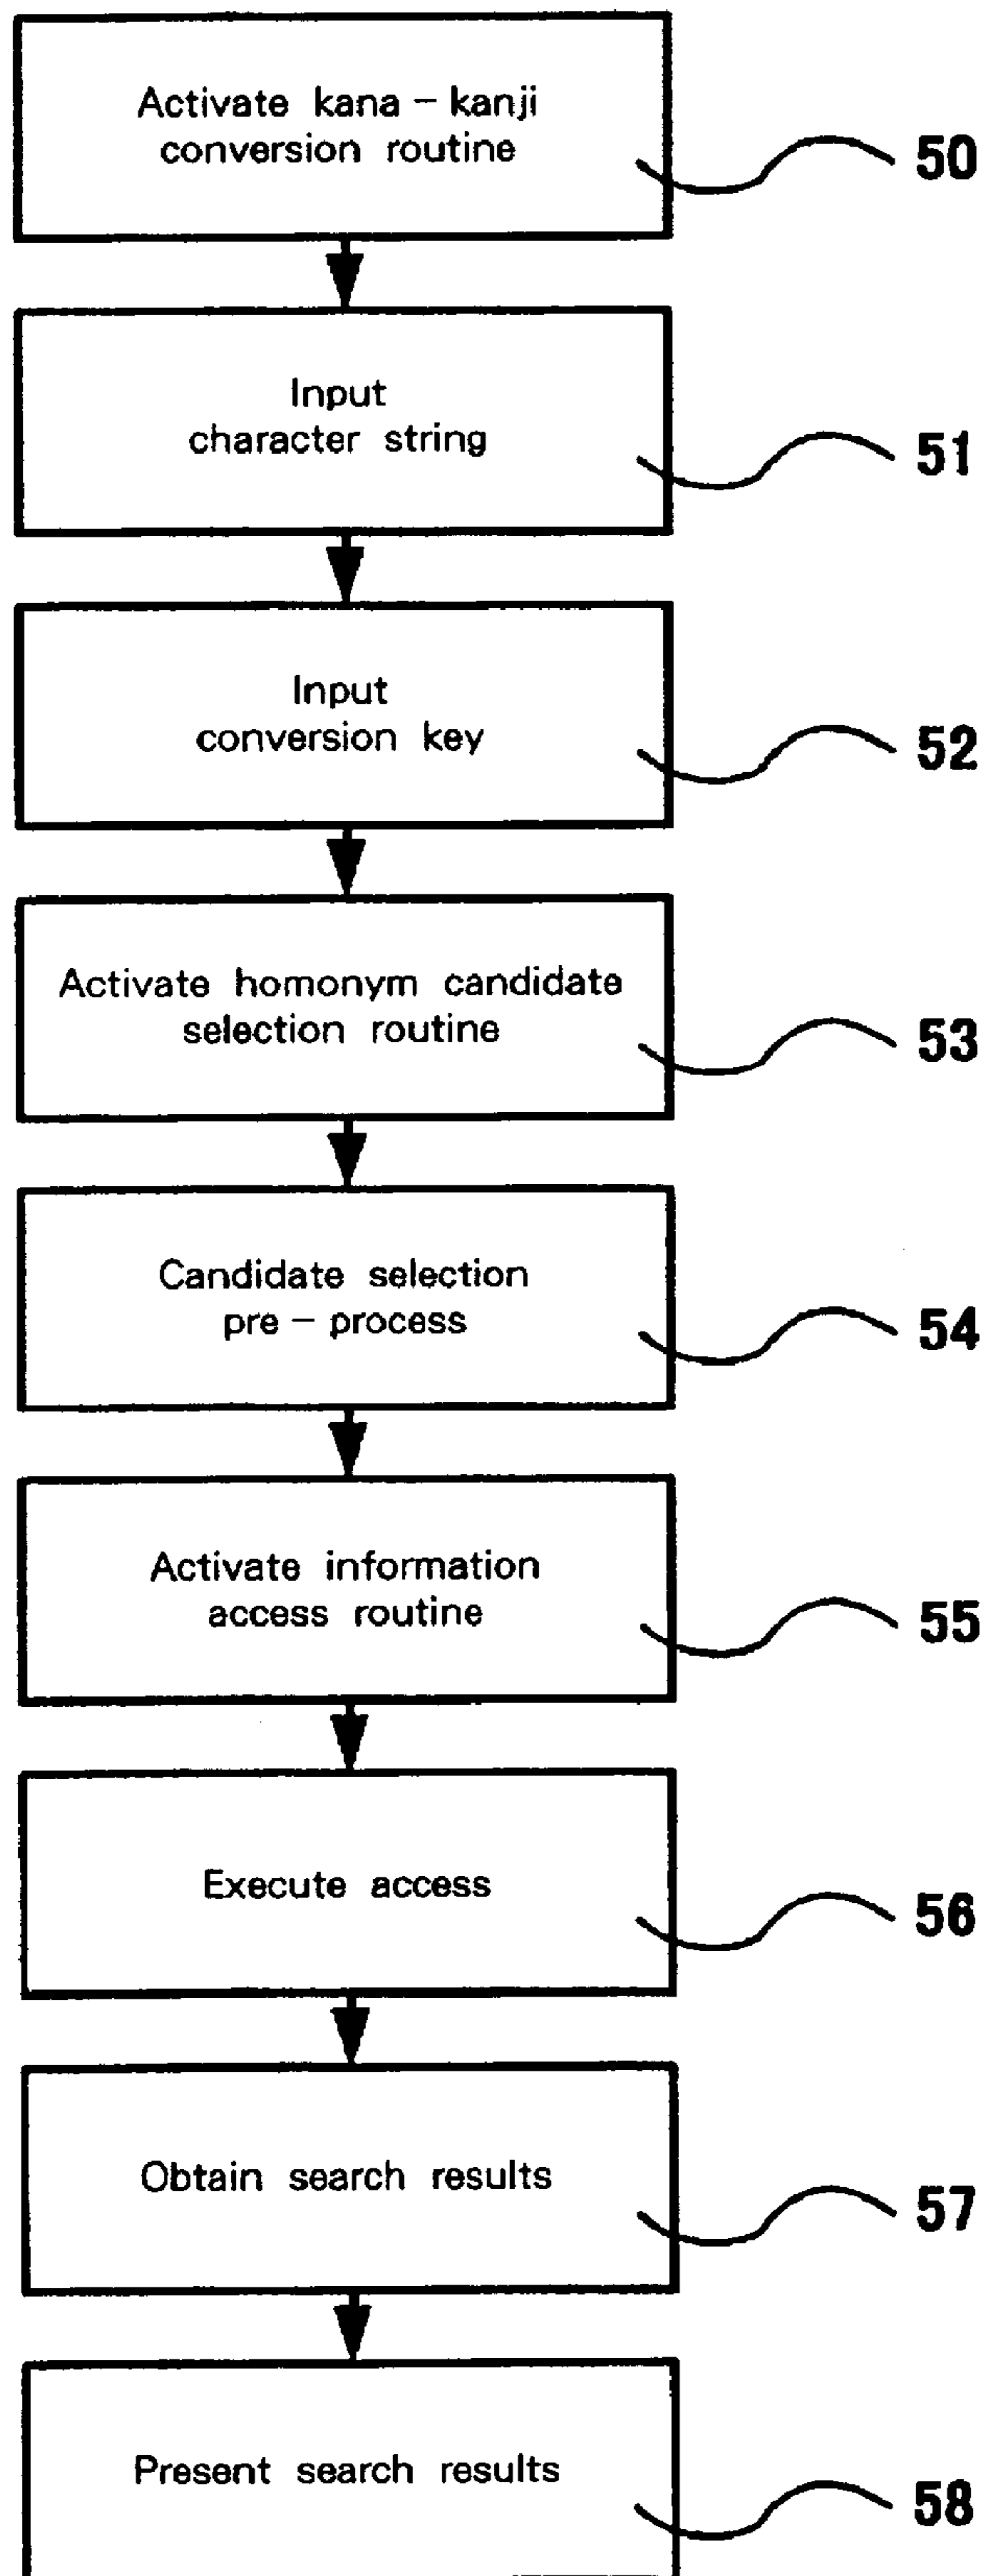 Activate kana – kanji
conversion routine
50
Input
character string
51
Input
conversion key
52
Activate homonym candidate
selection routine
53
Candidate selection
pre – process
54
Activate information
access routine
55
Execute access
56
Obtain search results
57
Present search results
58